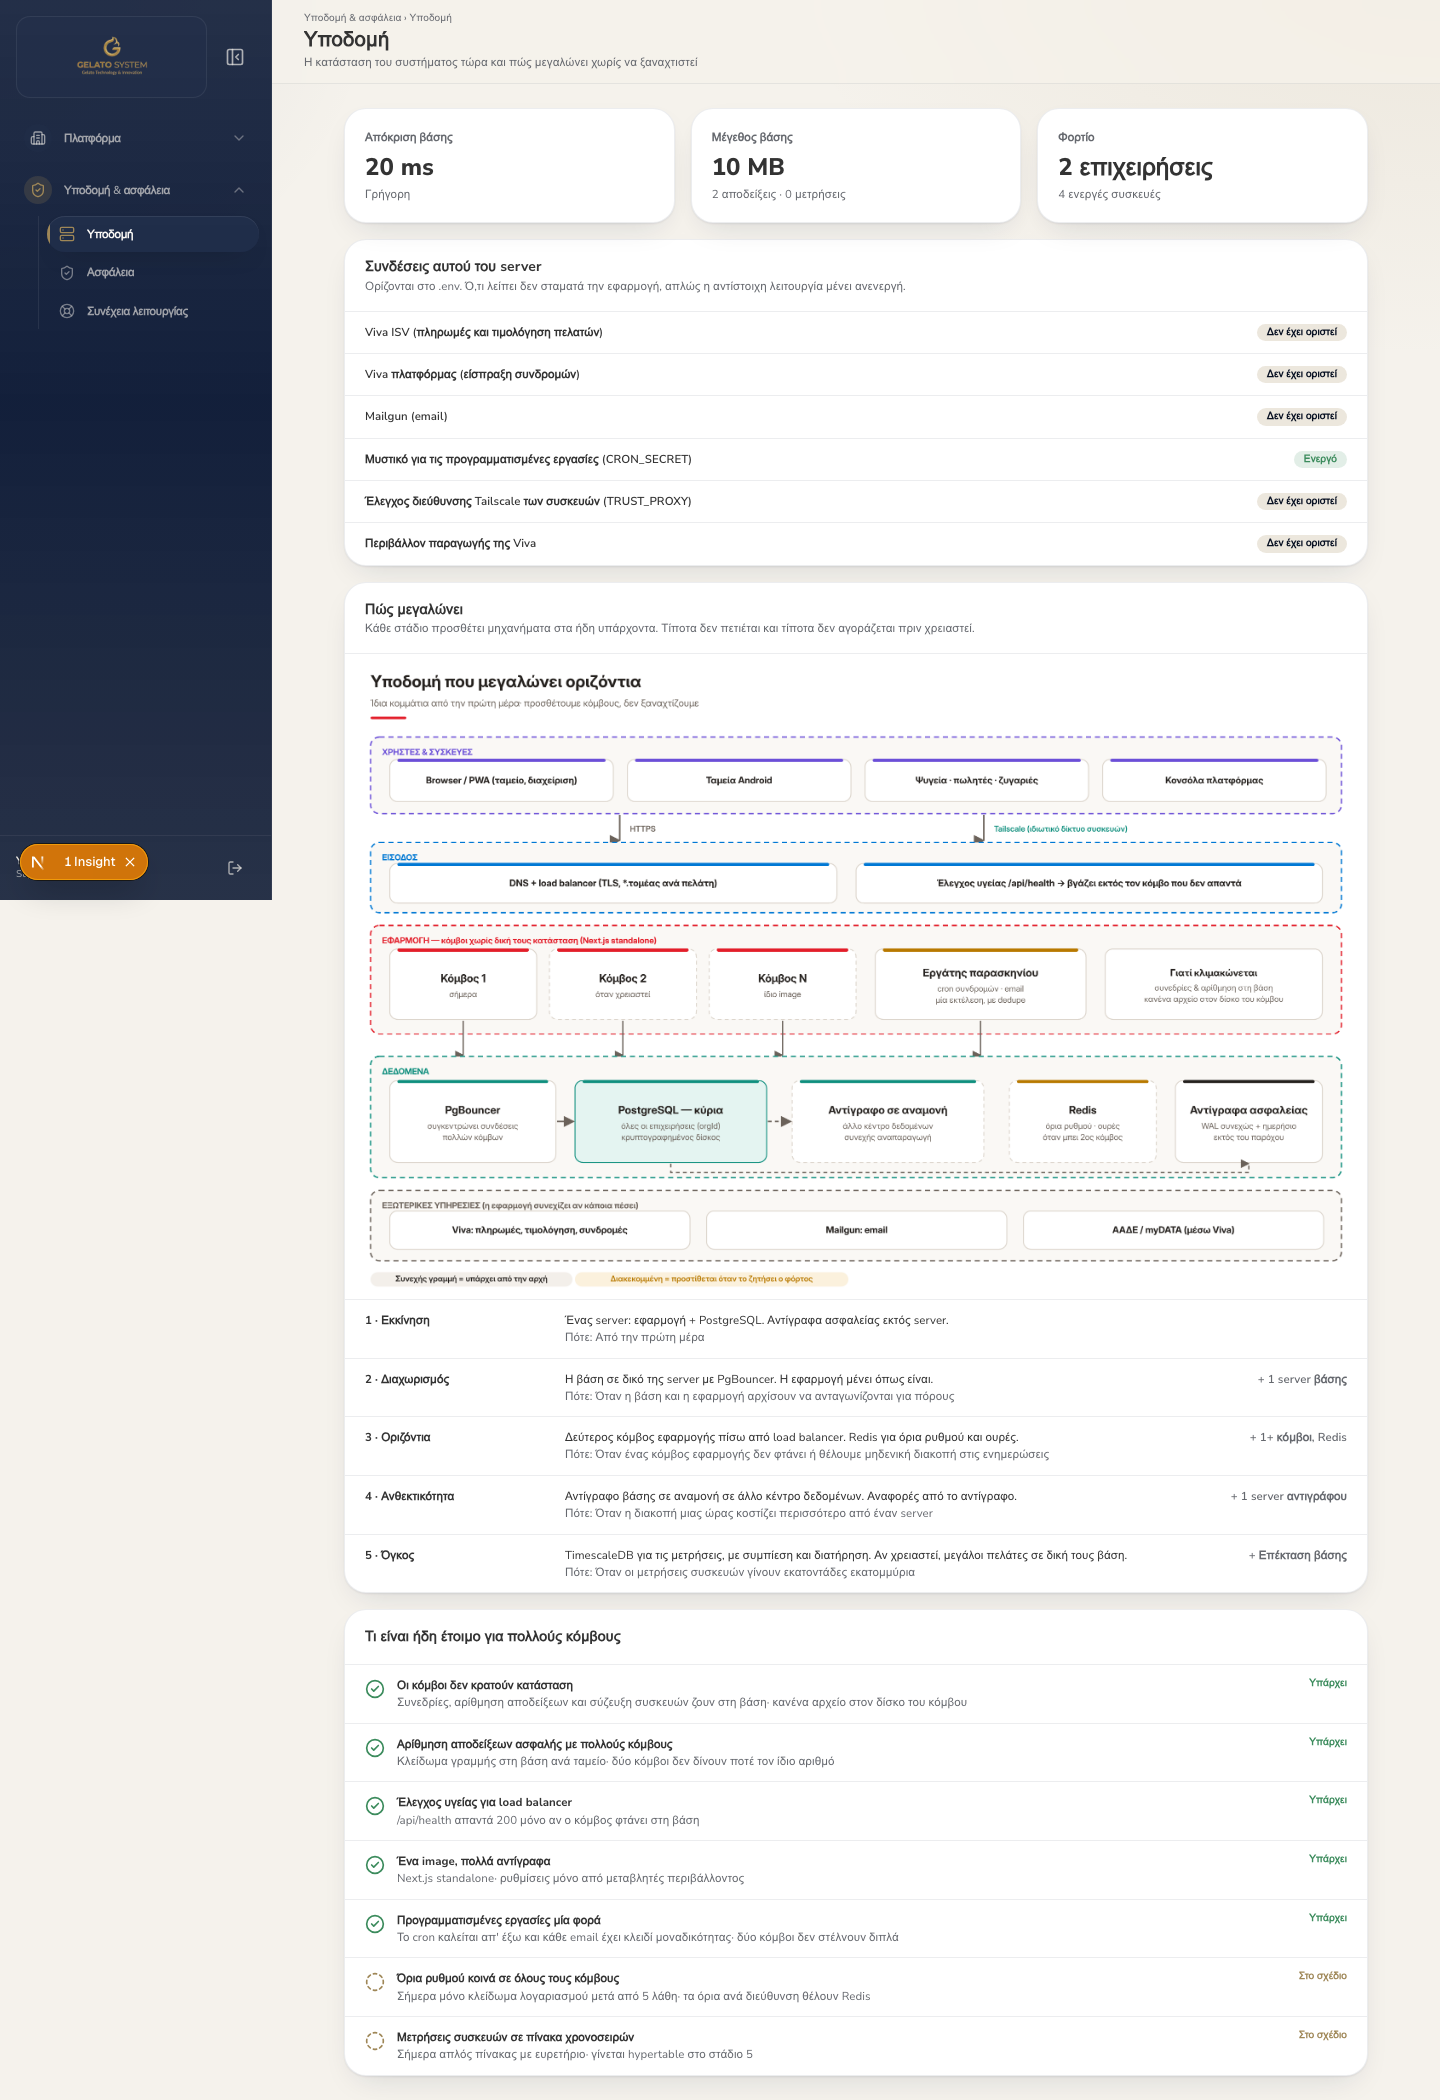 GELATO SYSTEM
Gelato Technology & Innovation
Πλατφόρμα
Υποδομή & ασφάλεια
Υποδομή
Ασφάλεια
Συνέχεια λειτουργίας
1 Insight
Υποδομή & ασφάλεια › Υποδομή
Υποδομή
Η κατάσταση του συστήματος τώρα και πώς μεγαλώνει χωρίς να ξαναχτιστεί
Απόκριση βάσης
20 ms
Γρήγορη
Μέγεθος βάσης
10 MB
2 αποδείξεις · 0 μετρήσεις
Φορτίο
2 επιχειρήσεις
4 ενεργές συσκευές
Συνδέσεις αυτού του server
Ορίζονται στο .env. Ό,τι λείπει δεν σταματά την εφαρμογή, απλώς η αντίστοιχη λειτουργία μένει ανενεργή.
Viva ISV (πληρωμές και τιμολόγηση πελατών) Δεν έχει οριστεί
Viva πλατφόρμας (είσπραξη συνδρομών) Δεν έχει οριστεί
Mailgun (email) Δεν έχει οριστεί
Μυστικό για τις προγραμματισμένες εργασίες (CRON_SECRET) Ενεργό
Έλεγχος διεύθυνσης Tailscale των συσκευών (TRUST_PROXY) Δεν έχει οριστεί
Περιβάλλον παραγωγής της Viva Δεν έχει οριστεί
Πώς μεγαλώνει
Κάθε στάδιο προσθέτει μηχανήματα στα ήδη υπάρχοντα. Τίποτα δεν πετιέται και τίποτα δεν αγοράζεται πριν χρειαστεί.
Υποδομή που μεγαλώνει οριζόντια
Ίδια κομμάτια από την πρώτη μέρα· προσθέτουμε κόμβους, δεν ξαναχτίζουμε
ΧΡΗΣΤΕΣ & ΣΥΣΚΕΥΕΣ
Browser / PWA (ταμείο, διαχείριση)
Ταμεία Android
Ψυγεία · πωλητές · ζυγαριές
Κονσόλα πλατφόρμας
HTTPS
Tailscale (ιδιωτικό δίκτυο συσκευών)
ΕΙΣΟΔΟΣ
DNS + load balancer (TLS, *.τομέας ανά πελάτη)
Έλεγχος υγείας /api/health → βγάζει εκτός τον κόμβο που δεν απαντά
ΕΦΑΡΜΟΓΗ — κόμβοι χωρίς δική τους κατάσταση (Next.js standalone)
Κόμβος 1
σήμερα
Κόμβος 2
όταν χρειαστεί
Κόμβος N
ίδιο image
Εργάτης παρασκηνίου
cron συνδρομών · email
μία εκτέλεση, με dedupe
Γιατί κλιμακώνεται
συνεδρίες & αρίθμηση στη βάση
κανένα αρχείο στον δίσκο του κόμβου
ΔΕΔΟΜΕΝΑ
PgBouncer
συγκεντρώνει συνδέσεις
πολλών κόμβων
PostgreSQL — κύρια
όλες οι επιχειρήσεις (orgId)
κρυπτογραφημένος δίσκος
Αντίγραφο σε αναμονή
άλλο κέντρο δεδομένων
συνεχής αναπαραγωγή
Redis
όρια ρυθμού · ουρές
όταν μπει 2ος κόμβος
Αντίγραφα ασφαλείας
WAL συνεχώς + ημερήσιο
εκτός του παρόχου
ΕΞΩΤΕΡΙΚΕΣ ΥΠΗΡΕΣΙΕΣ (η εφαρμογή συνεχίζει αν κάποια πέσει)
Viva: πληρωμές, τιμολόγηση, συνδρομές
Mailgun: email
ΑΑΔΕ / myDATA (μέσω Viva)
Συνεχής γραμμή = υπάρχει από την αρχή
Διακεκομμένη = προστίθεται όταν το ζητήσει ο φόρτος
1 · Εκκίνηση
Ένας server: εφαρμογή + PostgreSQL. Αντίγραφα ασφαλείας εκτός server.
Πότε: Από την πρώτη μέρα
2 · Διαχωρισμός
Η βάση σε δικό της server με PgBouncer. Η εφαρμογή μένει όπως είναι.
Πότε: Όταν η βάση και η εφαρμογή αρχίσουν να ανταγωνίζονται για πόρους
+ 1 server βάσης
3 · Οριζόντια
Δεύτερος κόμβος εφαρμογής πίσω από load balancer. Redis για όρια ρυθμού και ουρές.
Πότε: Όταν ένας κόμβος εφαρμογής δεν φτάνει ή θέλουμε μηδενική διακοπή στις ενημερώσεις
+ 1+ κόμβοι, Redis
4 · Ανθεκτικότητα
Αντίγραφο βάσης σε αναμονή σε άλλο κέντρο δεδομένων. Αναφορές από το αντίγραφο.
Πότε: Όταν η διακοπή μιας ώρας κοστίζει περισσότερο από έναν server
+ 1 server αντιγράφου
5 · Όγκος
TimescaleDB για τις μετρήσεις, με συμπίεση και διατήρηση. Αν χρειαστεί, μεγάλοι πελάτες σε δική τους βάση.
Πότε: Όταν οι μετρήσεις συσκευών γίνουν εκατοντάδες εκατομμύρια
+ Επέκταση βάσης
Τι είναι ήδη έτοιμο για πολλούς κόμβους
Οι κόμβοι δεν κρατούν κατάσταση
Συνεδρίες, αρίθμηση αποδείξεων και σύζευξη συσκευών ζουν στη βάση· κανένα αρχείο στον δίσκο του κόμβου
Υπάρχει
Αρίθμηση αποδείξεων ασφαλής με πολλούς κόμβους
Κλείδωμα γραμμής στη βάση ανά ταμείο· δύο κόμβοι δεν δίνουν ποτέ τον ίδιο αριθμό
Υπάρχει
Έλεγχος υγείας για load balancer
/api/health απαντά 200 μόνο αν ο κόμβος φτάνει στη βάση
Υπάρχει
Ένα image, πολλά αντίγραφα
Next.js standalone· ρυθμίσεις μόνο από μεταβλητές περιβάλλοντος
Υπάρχει
Προγραμματισμένες εργασίες μία φορά
Το cron καλείται απ' έξω και κάθε email έχει κλειδί μοναδικότητας· δύο κόμβοι δεν στέλνουν διπλά
Υπάρχει
Όρια ρυθμού κοινά σε όλους τους κόμβους
Σήμερα μόνο κλείδωμα λογαριασμού μετά από 5 λάθη· τα όρια ανά διεύθυνση θέλουν Redis
Στο σχέδιο
Μετρήσεις συσκευών σε πίνακα χρονοσειρών
Σήμερα απλός πίνακας με ευρετήριο· γίνεται hypertable στο στάδιο 5
Στο σχέδιο